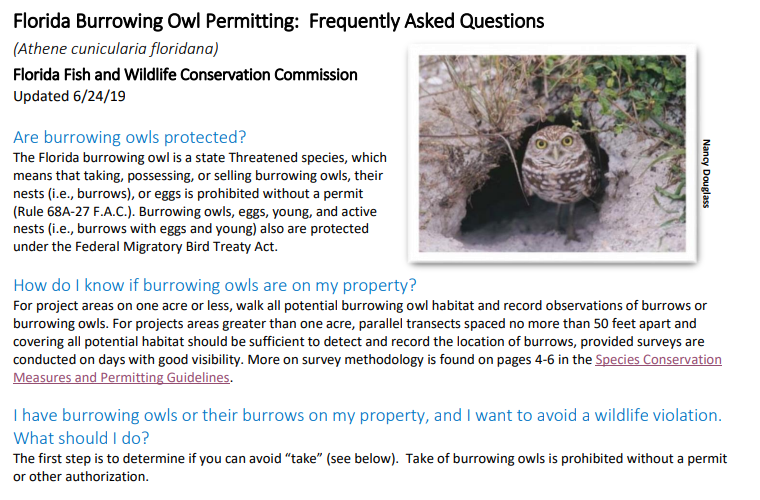 Florida Burrowing Owl Permitting:  Frequently Asked Questions
(Athene cunicularia floridana)
Florida Fish and Wildlife Conservation Commission
Updated 6/24/19
Nancy Douglass
Are burrowing owls protected?
The Florida burrowing owl is a state Threatened species, which
means that taking, possessing, or selling burrowing owls, their
nests (i.e., burrows), or eggs is prohibited without a permit
(Rule 68A-27 F.A.C.). Burrowing owls, eggs, young, and active
nests (i.e., burrows with eggs and young) also are protected
under the Federal Migratory Bird Treaty Act.
How do I know if burrowing owls are on my property?
For project areas on one acre or less, walk all potential burrowing owl habitat and record observations of burrows or
burrowing owls. For projects areas greater than one acre, parallel transects spaced no more than 50 feet apart and
covering all potential habitat should be sufficient to detect and record the location of burrows, provided surveys are
conducted on days with good visibility. More on survey methodology is found on pages 4-6 in the Species Conservation
Measures and Permitting Guidelines.
I have burrowing owls or their burrows on my property, and I want to avoid a wildlife violation.
What should I do?
The first step is to determine if you can avoid “take” (see below).  Take of burrowing owls is prohibited without a permit
or other authorization.